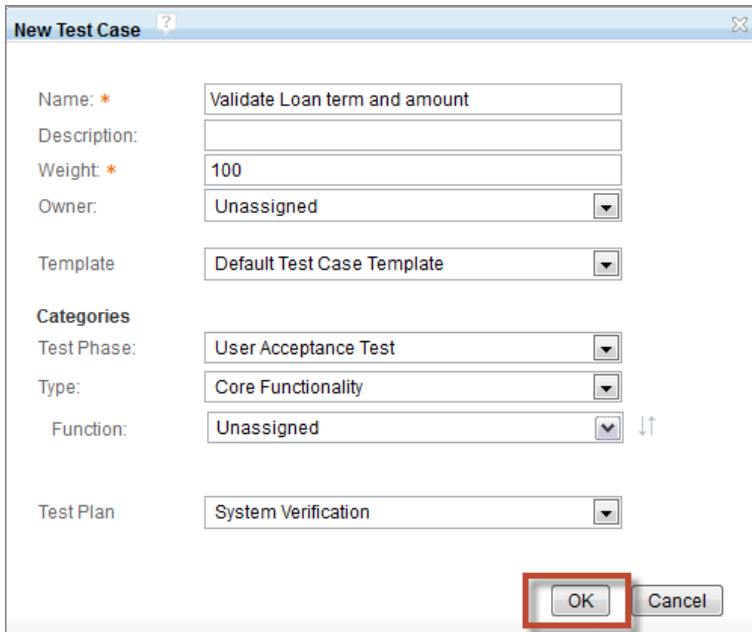 New Test Case ?
Name: * Validate Loan term and amount
Description:
Weight: * 100
Owner: Unassigned
Template Default Test Case Template
Categories
Test Phase: User Acceptance Test
Type: Core Functionality
Function: Unassigned
Test Plan System Verification
OK Cancel